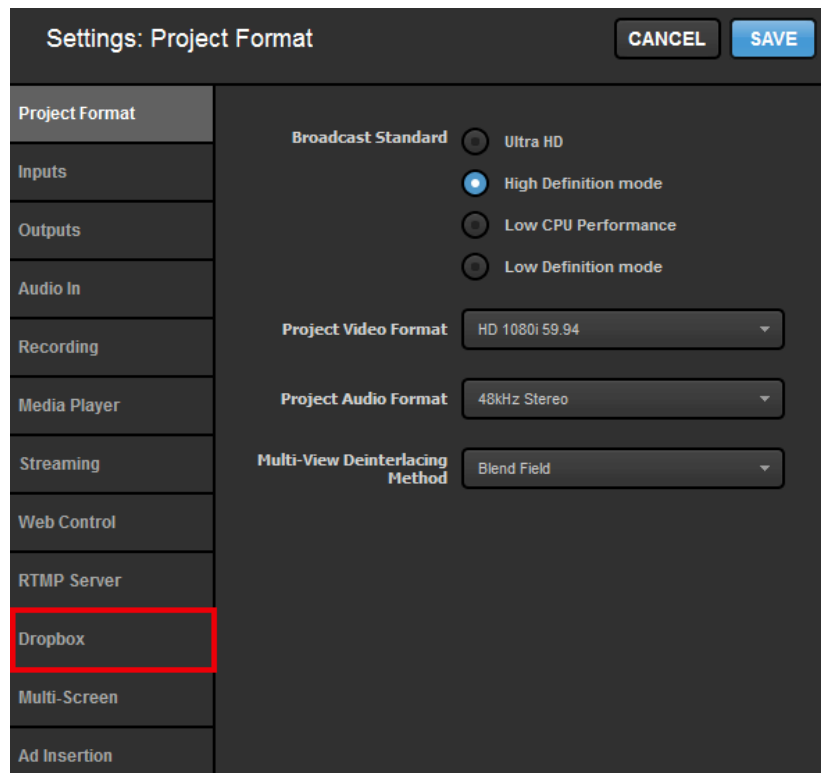 Settings: Project Format
CANCEL
SAVE
Project Format
Inputs
Outputs
Audio In
Recording
Media Player
Streaming
Web Control
RTMP Server
Dropbox
Multi-Screen
Ad Insertion
Broadcast Standard
Ultra HD
High Definition mode
Low CPU Performance
Low Definition mode
Project Video Format
HD 1080i 59.94
Project Audio Format
48kHz Stereo
Multi-View Deinterlacing
Method
Blend Field